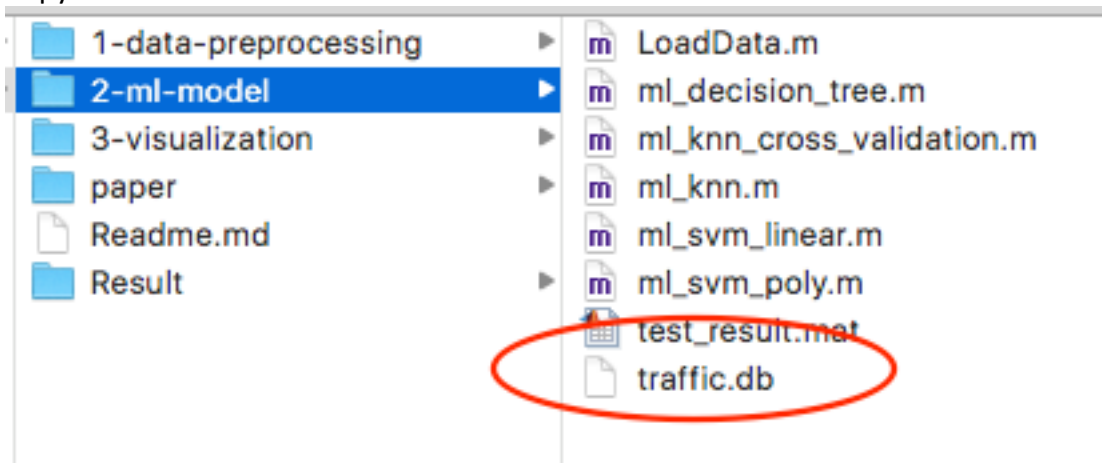 1-data-preprocessing
2-ml-model
3-visualization
paper
Readme.md
Result
LoadData.m
ml_decision_tree.m
ml_knn_cross_validation.m
ml_knn.m
ml_svm_linear.m
ml_svm_poly.m
test_result.mat
traffic.db